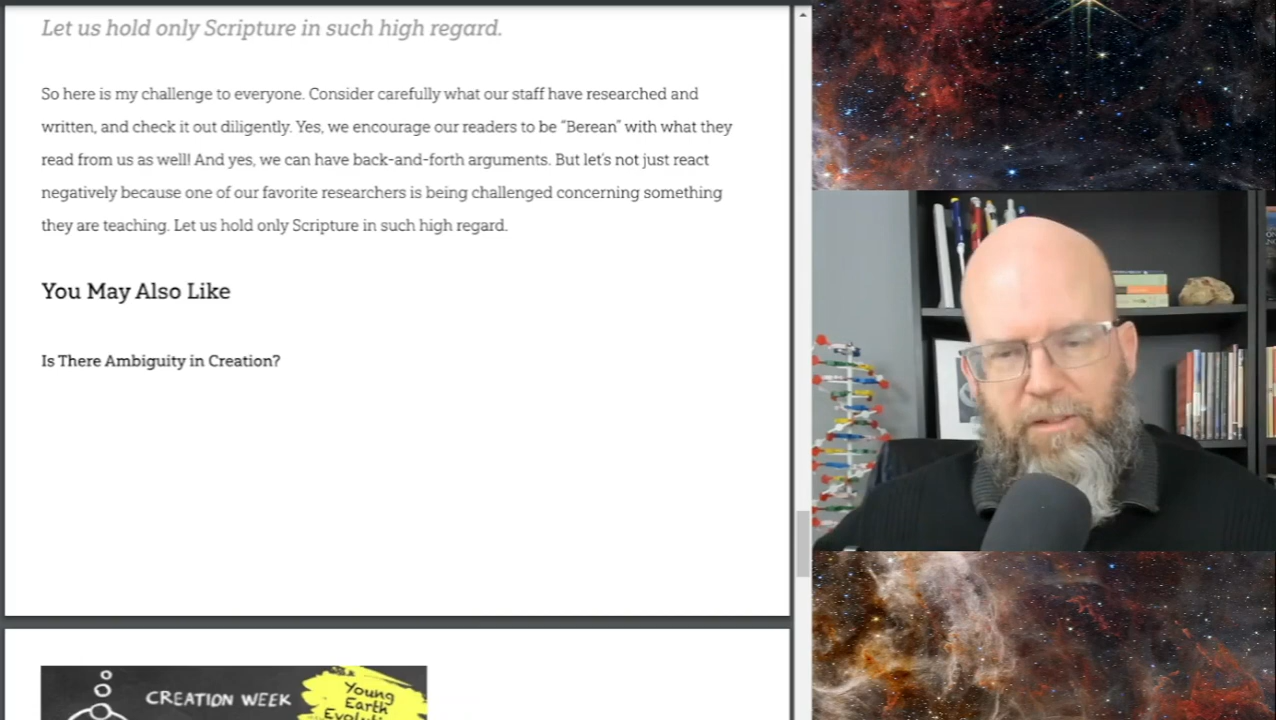 Let us hold only Scripture in such high regard.
So here is my challenge to everyone. Consider carefully what our staff have researched and
written, and check it out diligently. Yes, we encourage our readers to be “Berean” with what they
read from us as well! And yes, we can have back-and-forth arguments. But let’s not just react
negatively because one of our favorite researchers is being challenged concerning something
they are teaching. Let us hold only Scripture in such high regard.
You May Also Like
Is There Ambiguity in Creation?
CREATION WEEK
Young
Earth